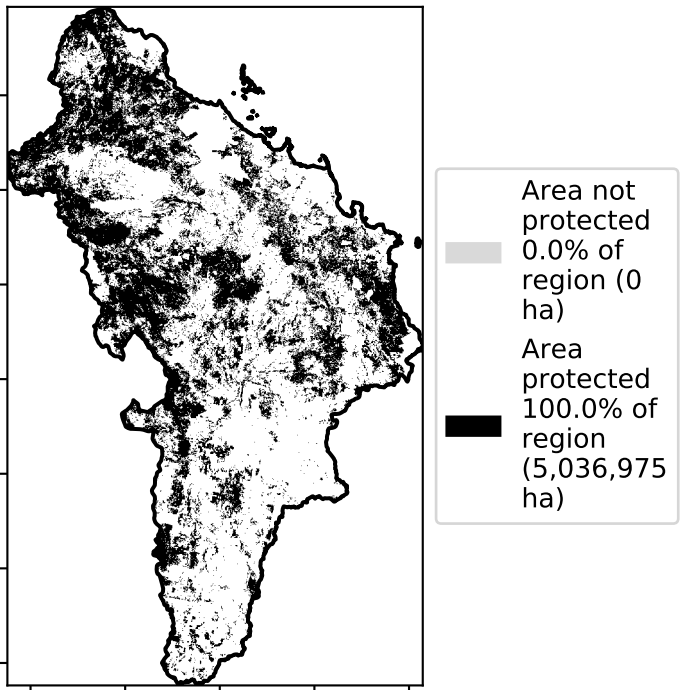 Area not
protected
0.0% of
region (0
ha)
Area
protected
100.0% of
region
(5,036,975
ha)